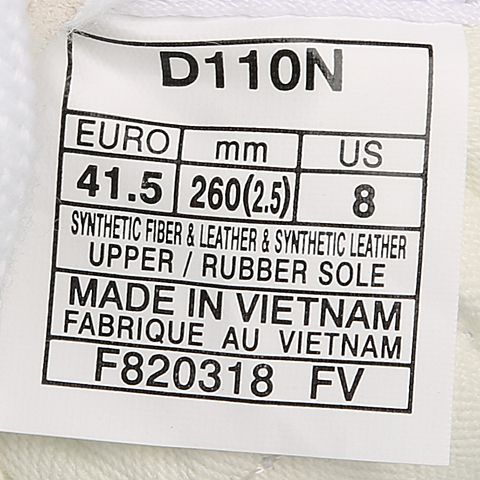 D110N
EURO mm US
41.5 260(2.5) 8
SYNTHETIC FIBER & LEATHER & SYNTHETIC LEATHER
UPPER / RUBBER SOLE
MADE IN VIETNAM
FABRIQUE AU VIETNAM
F820318 FV